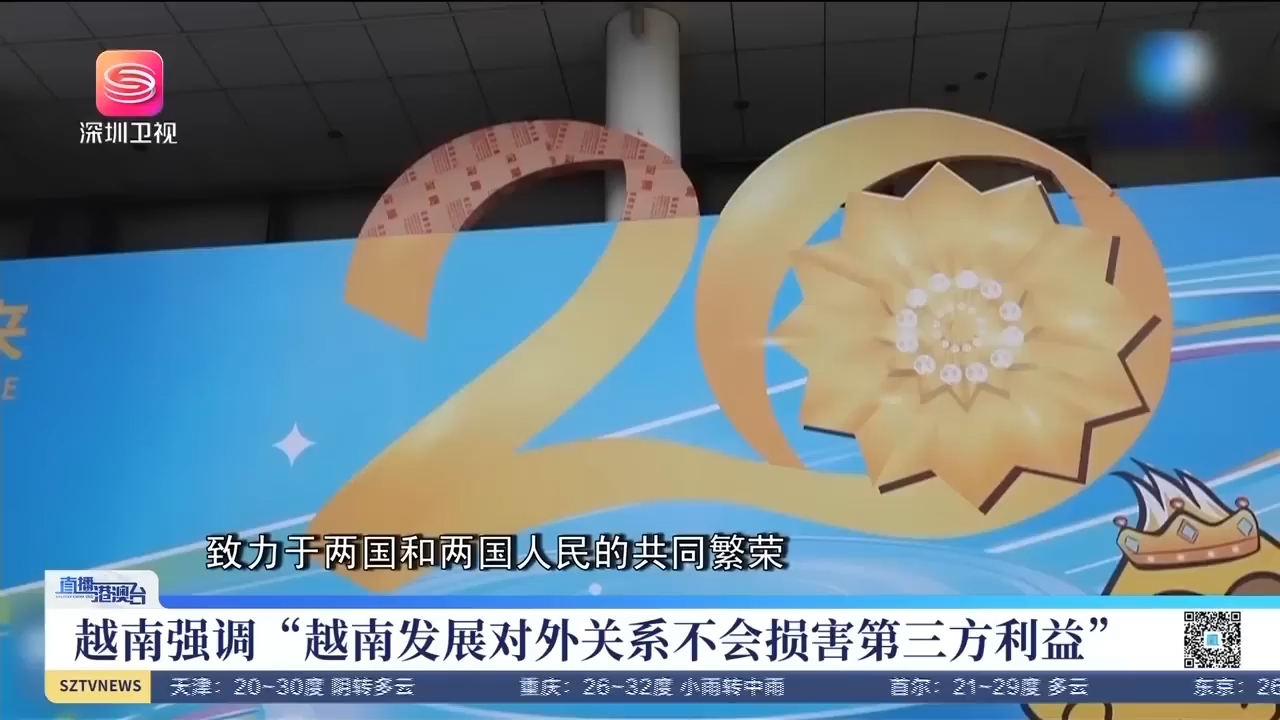 深圳卫视
20
来
E
致力于两国和两国人民的共同繁荣
直播港澳台
越南强调“越南发展对外关系不会损害第三方利益”
SZTVNEWS
天津：20~30度 阴转多云 重庆：26~32度 小雨转中雨 首尔：21~29度 多云 东京：26